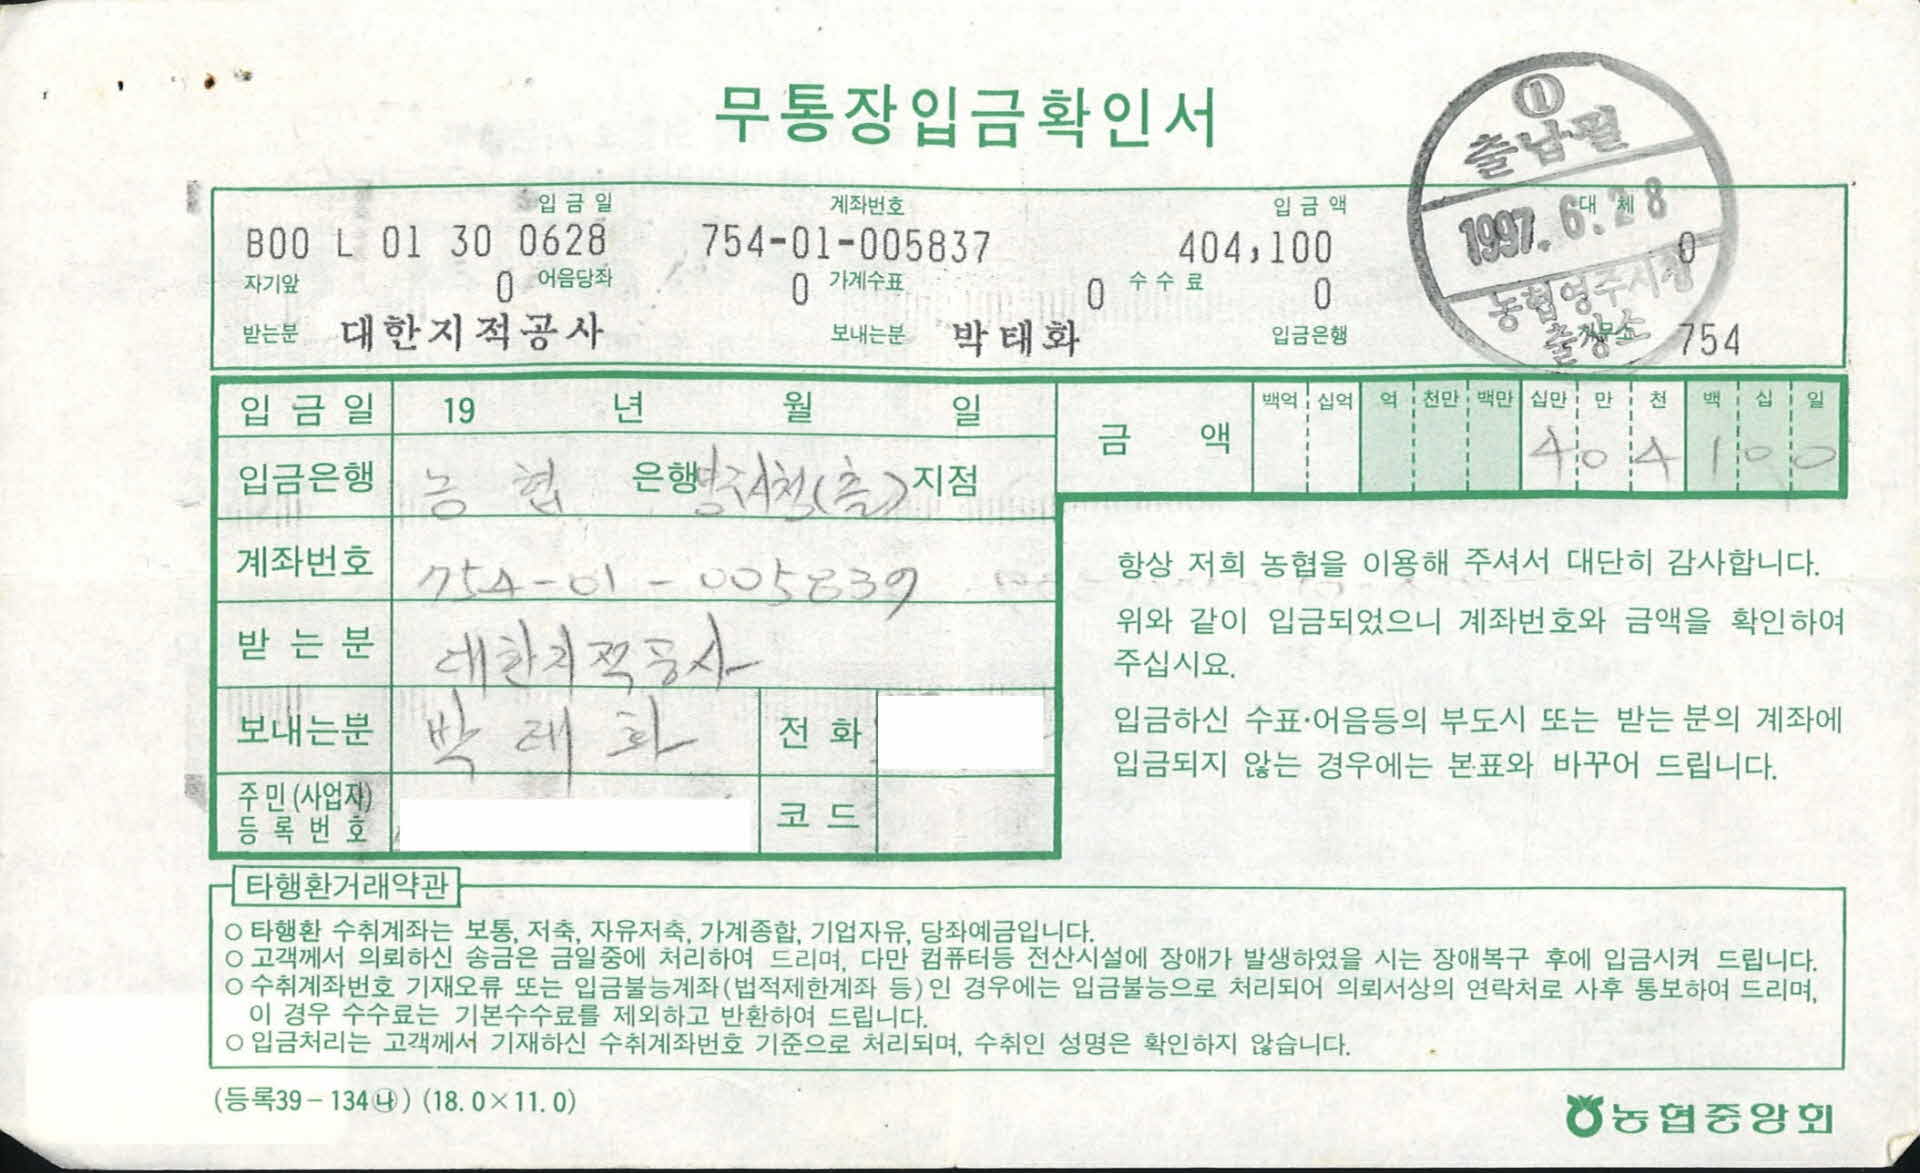 무통장입금확인서
① 출납필
1997. 6. 28
농협영주시청
출장소
입금일 계좌번호 입금액 대체
B00 L 01 30 0628 754-01-005837 404,100 0
자기앞 0 어음당좌 0 가계수표 0 수수료 0
받는분 대한지적공사 보내는분 박태화 입금은행 754
입금일 19 년 월 일
금액 백억 십억 억 천만 백만 십만 만 천 백 십 일
4 0 4 1 0 0
입금은행 농협 은행 (출) 지점
계좌번호 754-01-005839
받는분 대한지적공사
보내는분 박태화 전화
주민(사업자)등록번호 코드
항상 저희 농협을 이용해 주셔서 대단히 감사합니다.
위와 같이 입금되었으니 계좌번호와 금액을 확인하여
주십시요.
입금하신 수표·어음등의 부도시 또는 받는 분의 계좌에
입금되지 않는 경우에는 본표와 바꾸어 드립니다.
타행환거래약관
○ 타행환 수취계좌는 보통, 저축, 자유저축, 가계종합, 기업자유, 당좌예금입니다.
○ 고객께서 의뢰하신 송금은 금일중에 처리하여 드리며, 다만 컴퓨터등 전산시설에 장애가 발생하였을 시는 장애복구 후에 입금시켜 드립니다.
○ 수취계좌번호 기재오류 또는 입금불능계좌(법적제한계좌 등)인 경우에는 입금불능으로 처리되어 의뢰서상의 연락처로 사후 통보하여 드리며,
이 경우 수수료는 기본수수료를 제외하고 반환하여 드립니다.
○ 입금처리는 고객께서 기재하신 수취계좌번호 기준으로 처리되며, 수취인 성명은 확인하지 않습니다.
(등록39-134㉯) (18.0×11.0)
농협중앙회